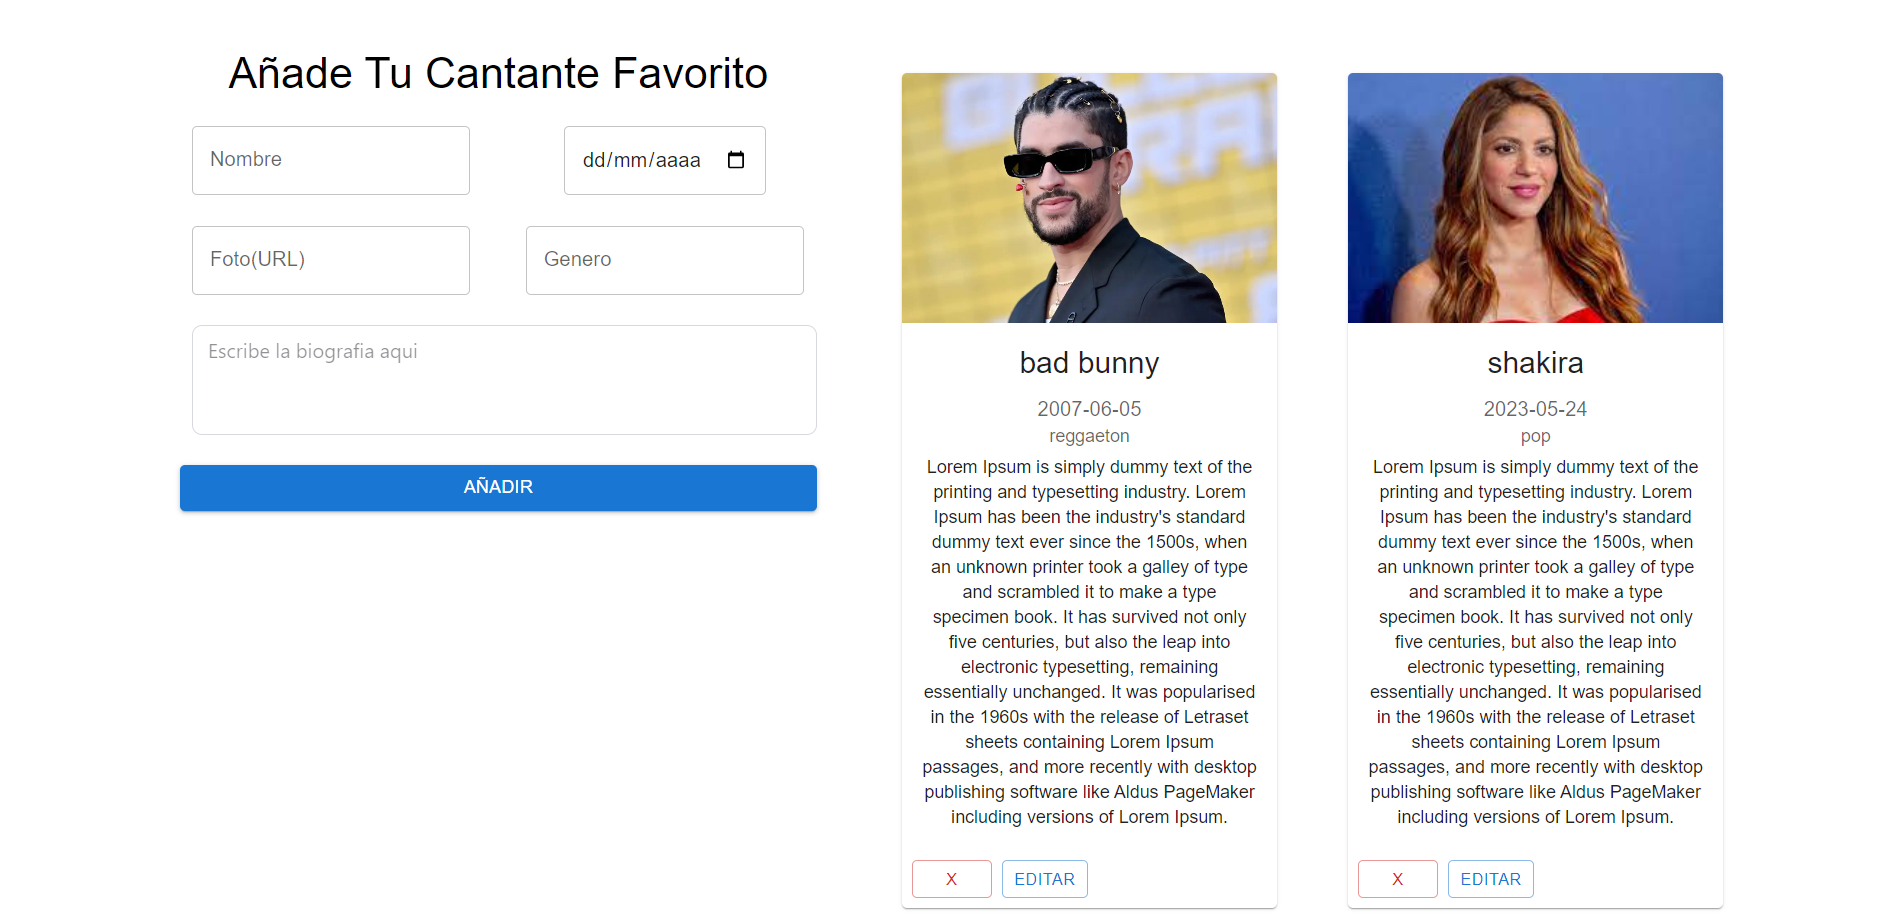 Añade Tu Cantante Favorito
Nombre
dd/mm/aaaa
Foto(URL)
Genero
Escribe la biografia aqui
AÑADIR
bad bunny
2007-06-05
reggaeton
Lorem Ipsum is simply dummy text of the
printing and typesetting industry. Lorem
Ipsum has been the industry's standard
dummy text ever since the 1500s, when
an unknown printer took a galley of type
and scrambled it to make a type
specimen book. It has survived not only
five centuries, but also the leap into
electronic typesetting, remaining
essentially unchanged. It was popularised
in the 1960s with the release of Letraset
sheets containing Lorem Ipsum
passages, and more recently with desktop
publishing software like Aldus PageMaker
including versions of Lorem Ipsum.
X
EDITAR
shakira
2023-05-24
pop
Lorem Ipsum is simply dummy text of the
printing and typesetting industry. Lorem
Ipsum has been the industry's standard
dummy text ever since the 1500s, when
an unknown printer took a galley of type
and scrambled it to make a type
specimen book. It has survived not only
five centuries, but also the leap into
electronic typesetting, remaining
essentially unchanged. It was popularised
in the 1960s with the release of Letraset
sheets containing Lorem Ipsum
passages, and more recently with desktop
publishing software like Aldus PageMaker
including versions of Lorem Ipsum.
X
EDITAR